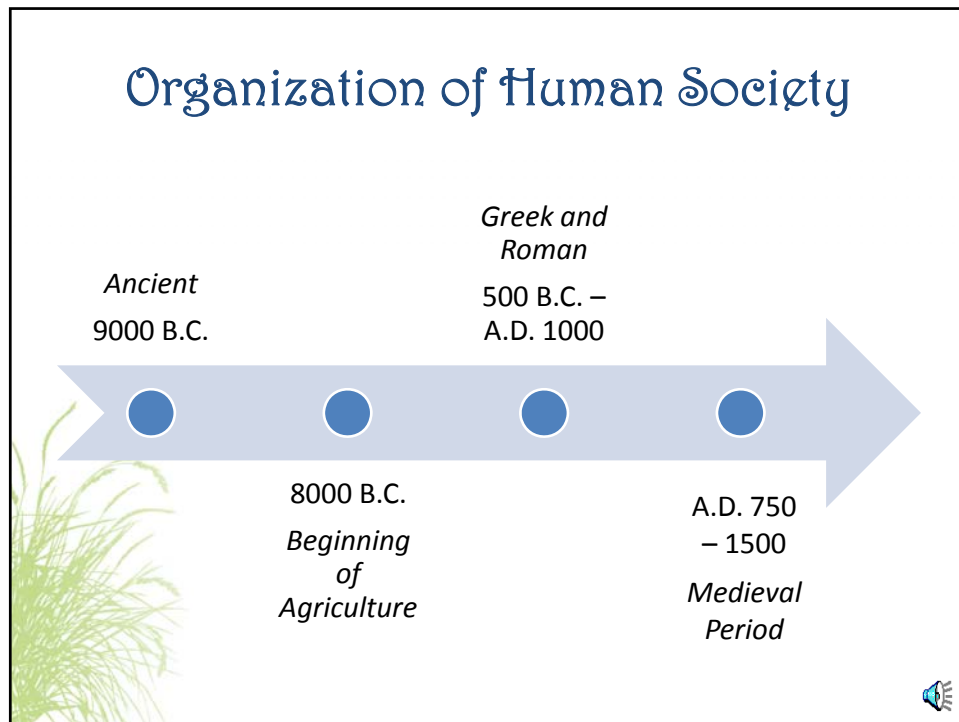 Organization of Human Society
Ancient
9000 B.C.
8000 B.C.
Beginning
of
Agriculture
Greek and
Roman
500 B.C. –
A.D. 1000
A.D. 750
– 1500
Medieval
Period